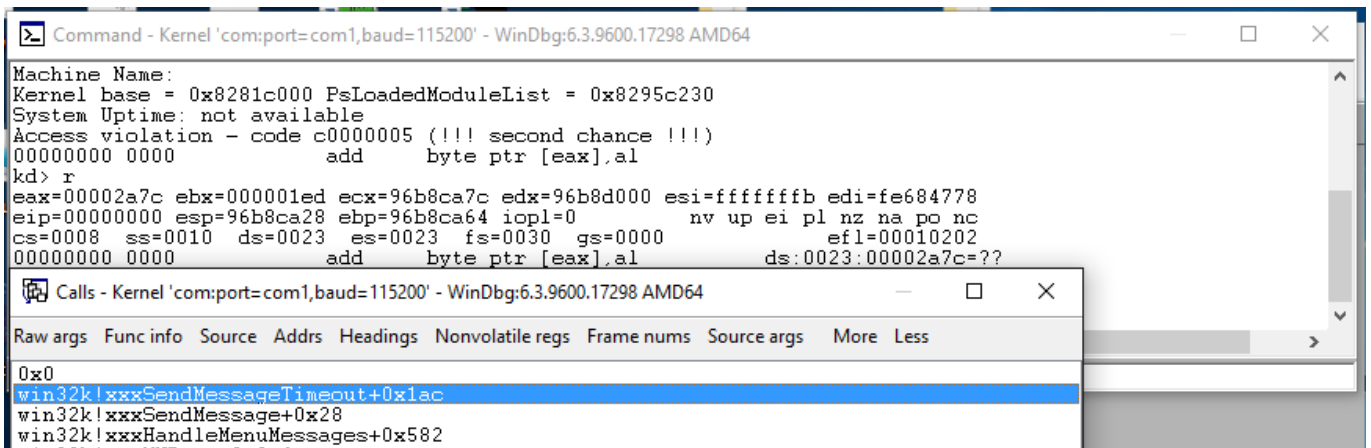 Command - Kernel 'com:port=com1,baud=115200' - WinDbg:6.3.9600.17298 AMD64
Machine Name:
Kernel base = 0x8281c000 PsLoadedModuleList = 0x8295c230
System Uptime: not available
Access violation - code c0000005 (!!! second chance !!!)
00000000 0000 add byte ptr [eax],al
kd> r
eax=00002a7c ebx=000001ed ecx=96b8ca7c edx=96b8d000 esi=fffffffb edi=fe684778
eip=00000000 esp=96b8ca28 ebp=96b8ca64 iopl=0 nv up ei pl nz na po nc
cs=0008 ss=0010 ds=0023 es=0023 fs=0030 gs=0000 efl=00010202
00000000 0000 add byte ptr [eax],al ds:0023:00002a7c=??
Calls - Kernel 'com:port=com1,baud=115200' - WinDbg:6.3.9600.17298 AMD64
Raw args Func info Source Addrs Headings Nonvolatile regs Frame nums Source args More Less
0x0
win32k!xxxSendMessageTimeout+0x1ac
win32k!xxxSendMessage+0x28
win32k!xxxHandleMenuMessages+0x582